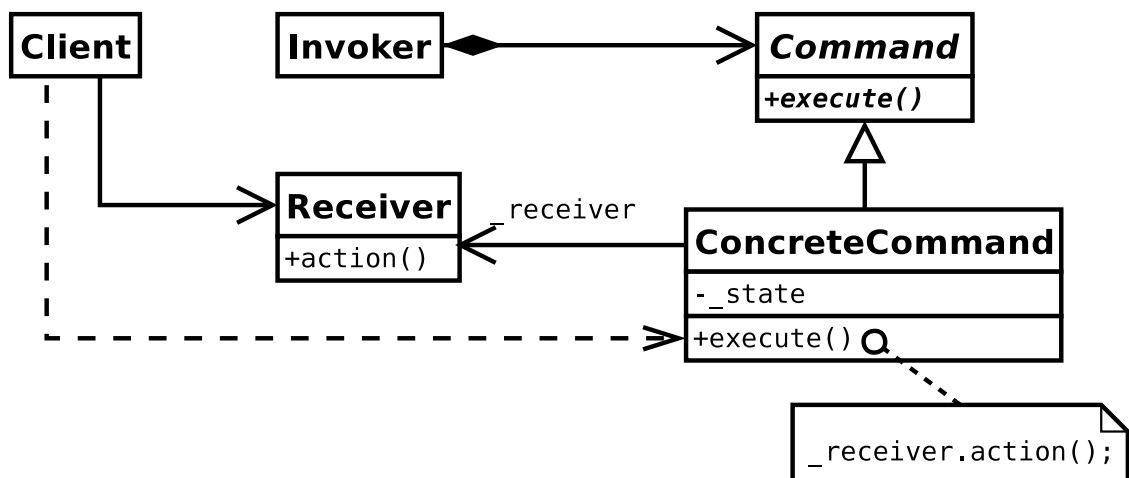 Client
Invoker
Command
+execute()
Receiver
+action()
_receiver
ConcreteCommand
-_state
+execute()
_receiver.action();